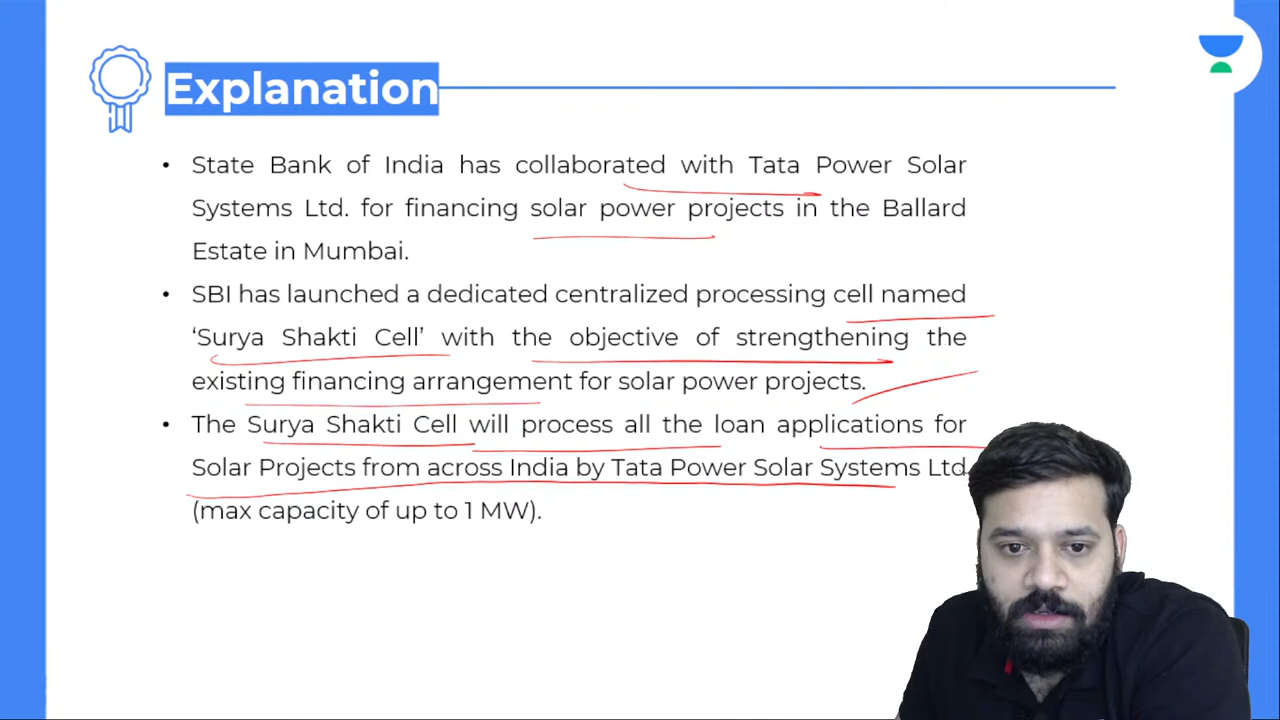 Explanation
• State Bank of India has collaborated with Tata Power Solar
Systems Ltd. for financing solar power projects in the Ballard
Estate in Mumbai.
• SBI has launched a dedicated centralized processing cell named
‘Surya Shakti Cell’ with the objective of strengthening the
existing financing arrangement for solar power projects.
• The Surya Shakti Cell will process all the loan applications for
Solar Projects from across India by Tata Power Solar Systems Ltd.
(max capacity of up to 1 MW).